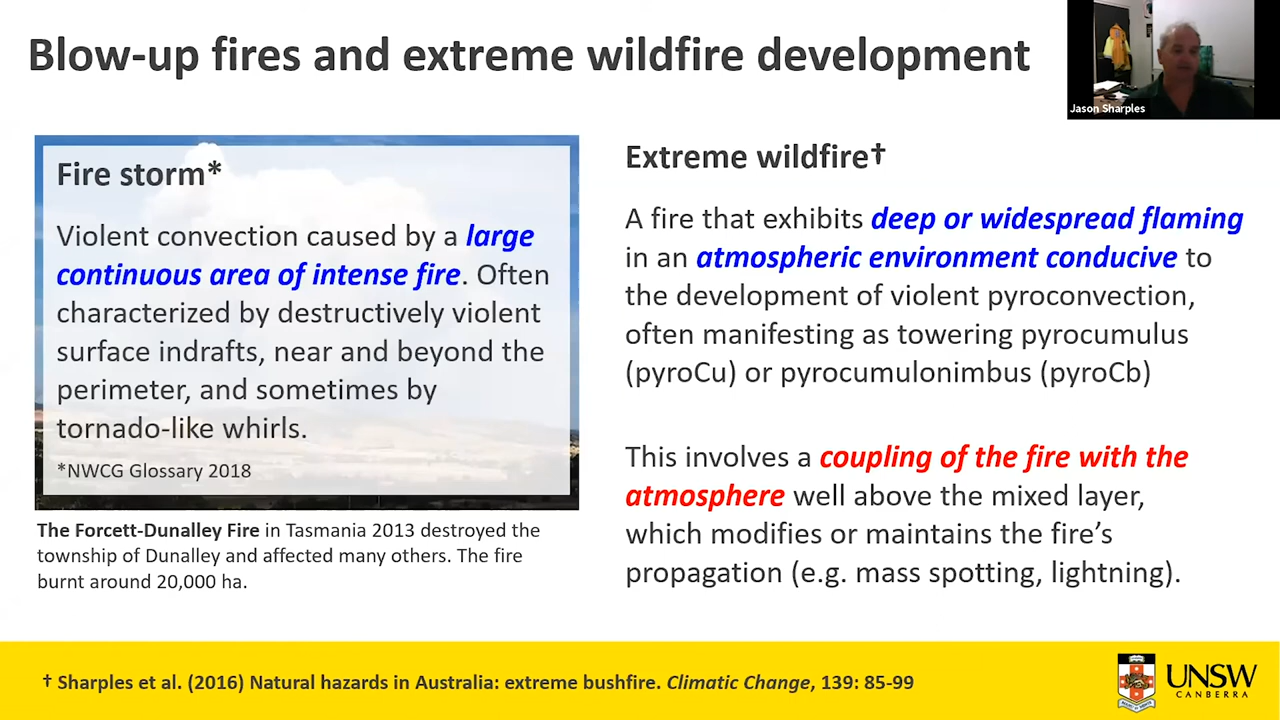 Blow-up fires and extreme wildfire development
Jason Sharples
Fire storm*
Violent convection caused by a large
continuous area of intense fire. Often
characterized by destructively violent
surface indrafts, near and beyond the
perimeter, and sometimes by
tornado-like whirls.
*NWCG Glossary 2018
The Forcett-Dunalley Fire in Tasmania 2013 destroyed the
township of Dunalley and affected many others. The fire
burnt around 20,000 ha.
Extreme wildfire†
A fire that exhibits deep or widespread flaming
in an atmospheric environment conducive to
the development of violent pyroconvection,
often manifesting as towering pyrocumulus
(pyroCu) or pyrocumulonimbus (pyroCb)
This involves a coupling of the fire with the
atmosphere well above the mixed layer,
which modifies or maintains the fire’s
propagation (e.g. mass spotting, lightning).
† Sharples et al. (2016) Natural hazards in Australia: extreme bushfire. Climatic Change, 139: 85-99
UNSW
CANBERRA